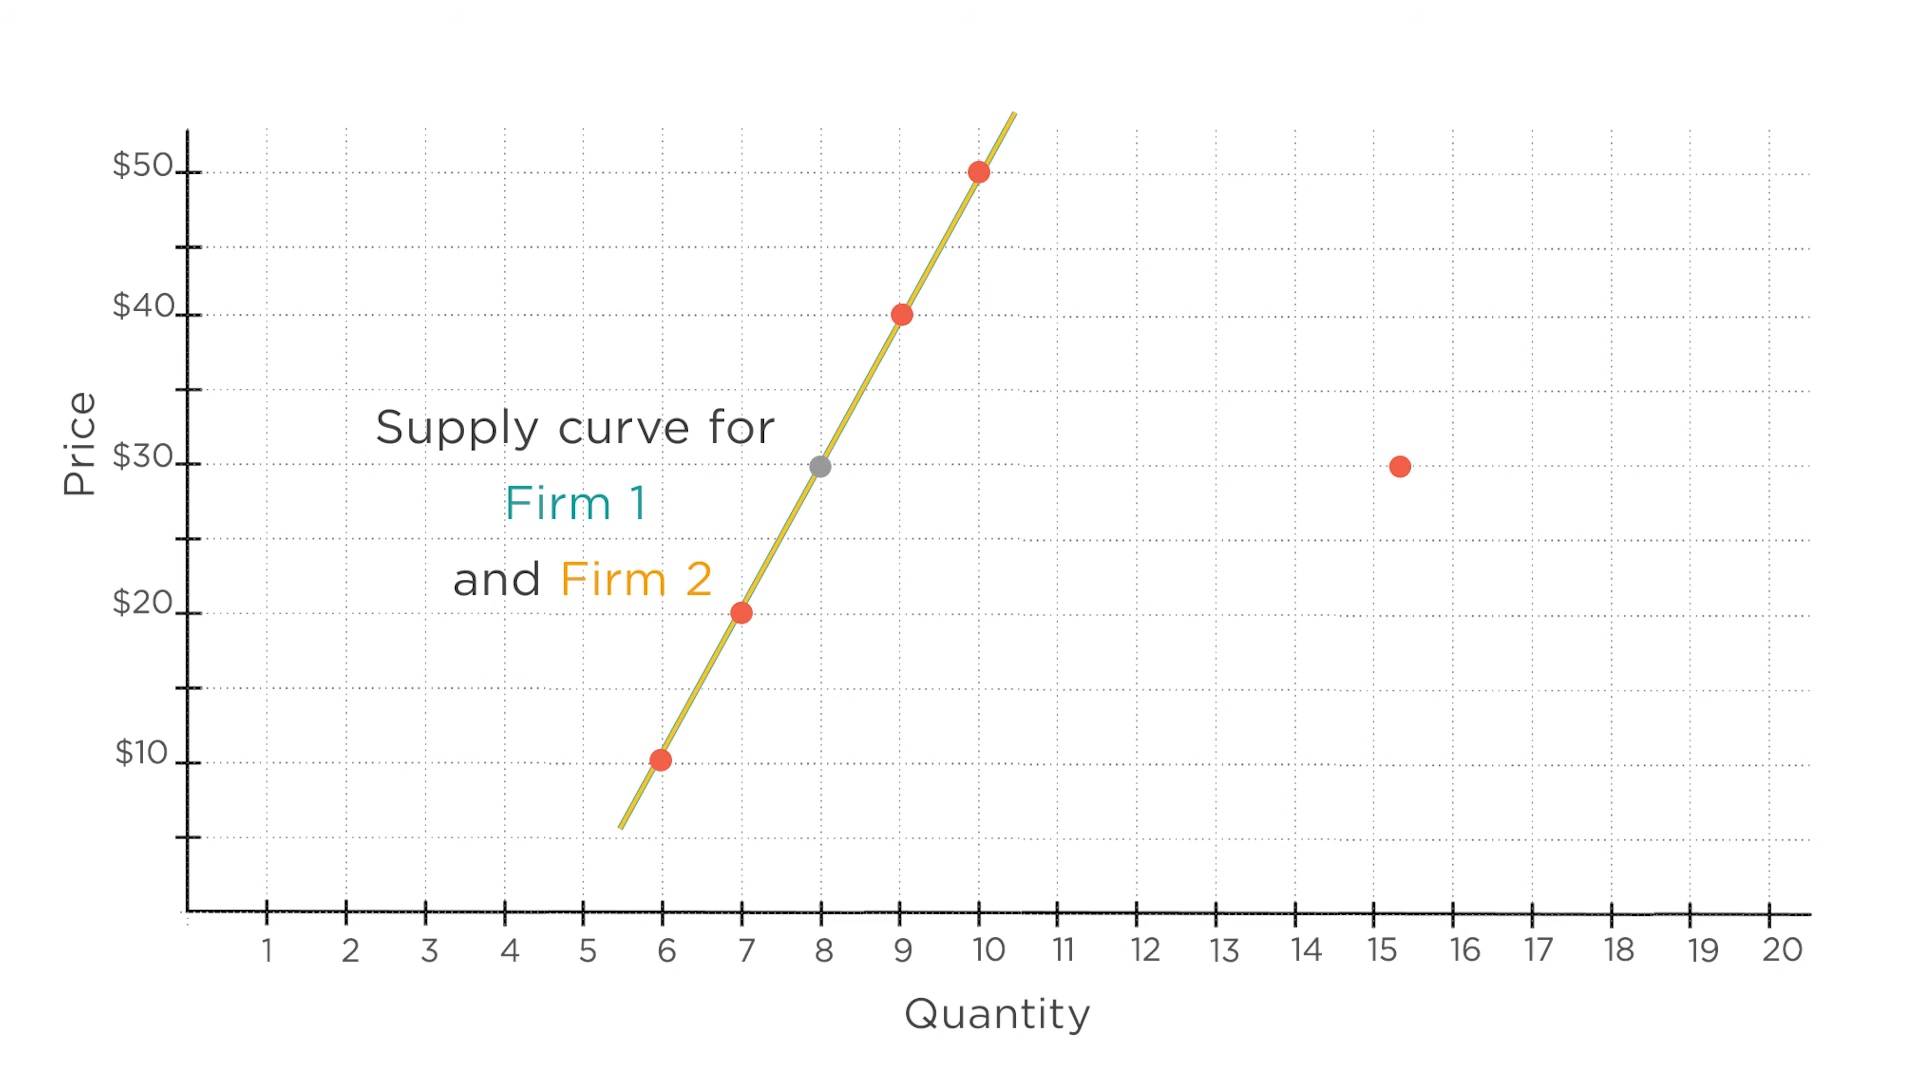 $50
$40
$30
$20
$10
Price
Supply curve for
Firm 1
and Firm 2
1 2 3 4 5 6 7 8 9 10 11 12 13 14 15 16 17 18 19 20
Quantity